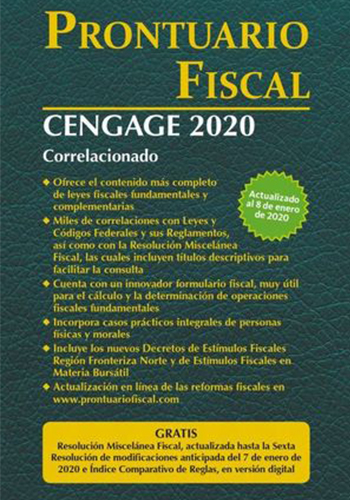 PRONTUARIO
FISCAL
CENGAGE 2020
Correlacionado
◆ Ofrece el contenido más completo
de leyes fiscales fundamentales y
complementarias
Actualizado
al 8 de enero
de 2020
◆ Miles de correlaciones con Leyes y
Códigos Federales y sus Reglamentos,
así como con la Resolución Miscelánea
Fiscal, las cuales incluyen títulos descriptivos para
facilitar la consulta
◆ Cuenta con un innovador formulario fiscal, muy útil
para el cálculo y la determinación de operaciones
fiscales fundamentales
◆ Incorpora casos prácticos integrales de personas
físicas y morales
◆ Incluye los nuevos Decretos de Estímulos Fiscales
Región Fronteriza Norte y de Estímulos Fiscales en
Materia Bursátil
◆ Actualización en línea de las reformas fiscales en
www.prontuariofiscal.com
GRATIS
Resolución Miscelánea Fiscal, actualizada hasta la Sexta
Resolución de modificaciones anticipada del 7 de enero de
2020 e Índice Comparativo de Reglas, en versión digital